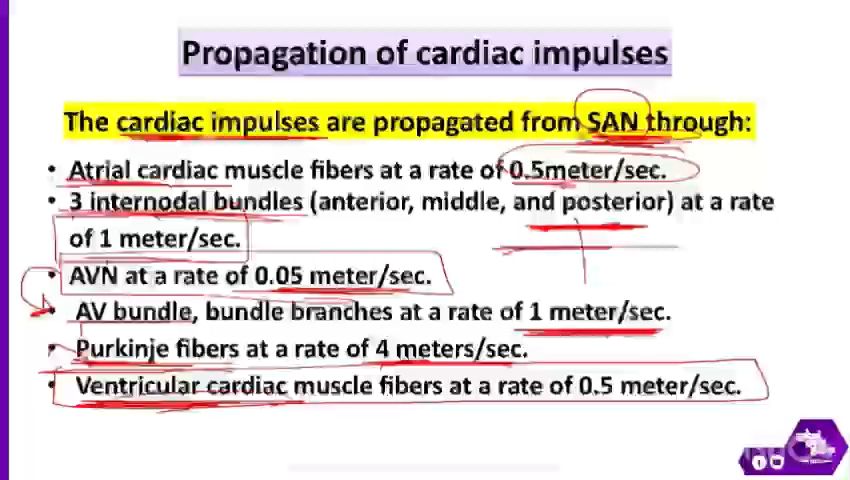 Propagation of cardiac impulses
The cardiac impulses are propagated from SAN through:
• Atrial cardiac muscle fibers at a rate of 0.5meter/sec.
• 3 internodal bundles (anterior, middle, and posterior) at a rate
of 1 meter/sec.
• AVN at a rate of 0.05 meter/sec.
• AV bundle, bundle branches at a rate of 1 meter/sec.
• Purkinje fibers at a rate of 4 meters/sec.
• Ventricular cardiac muscle fibers at a rate of 0.5 meter/sec.